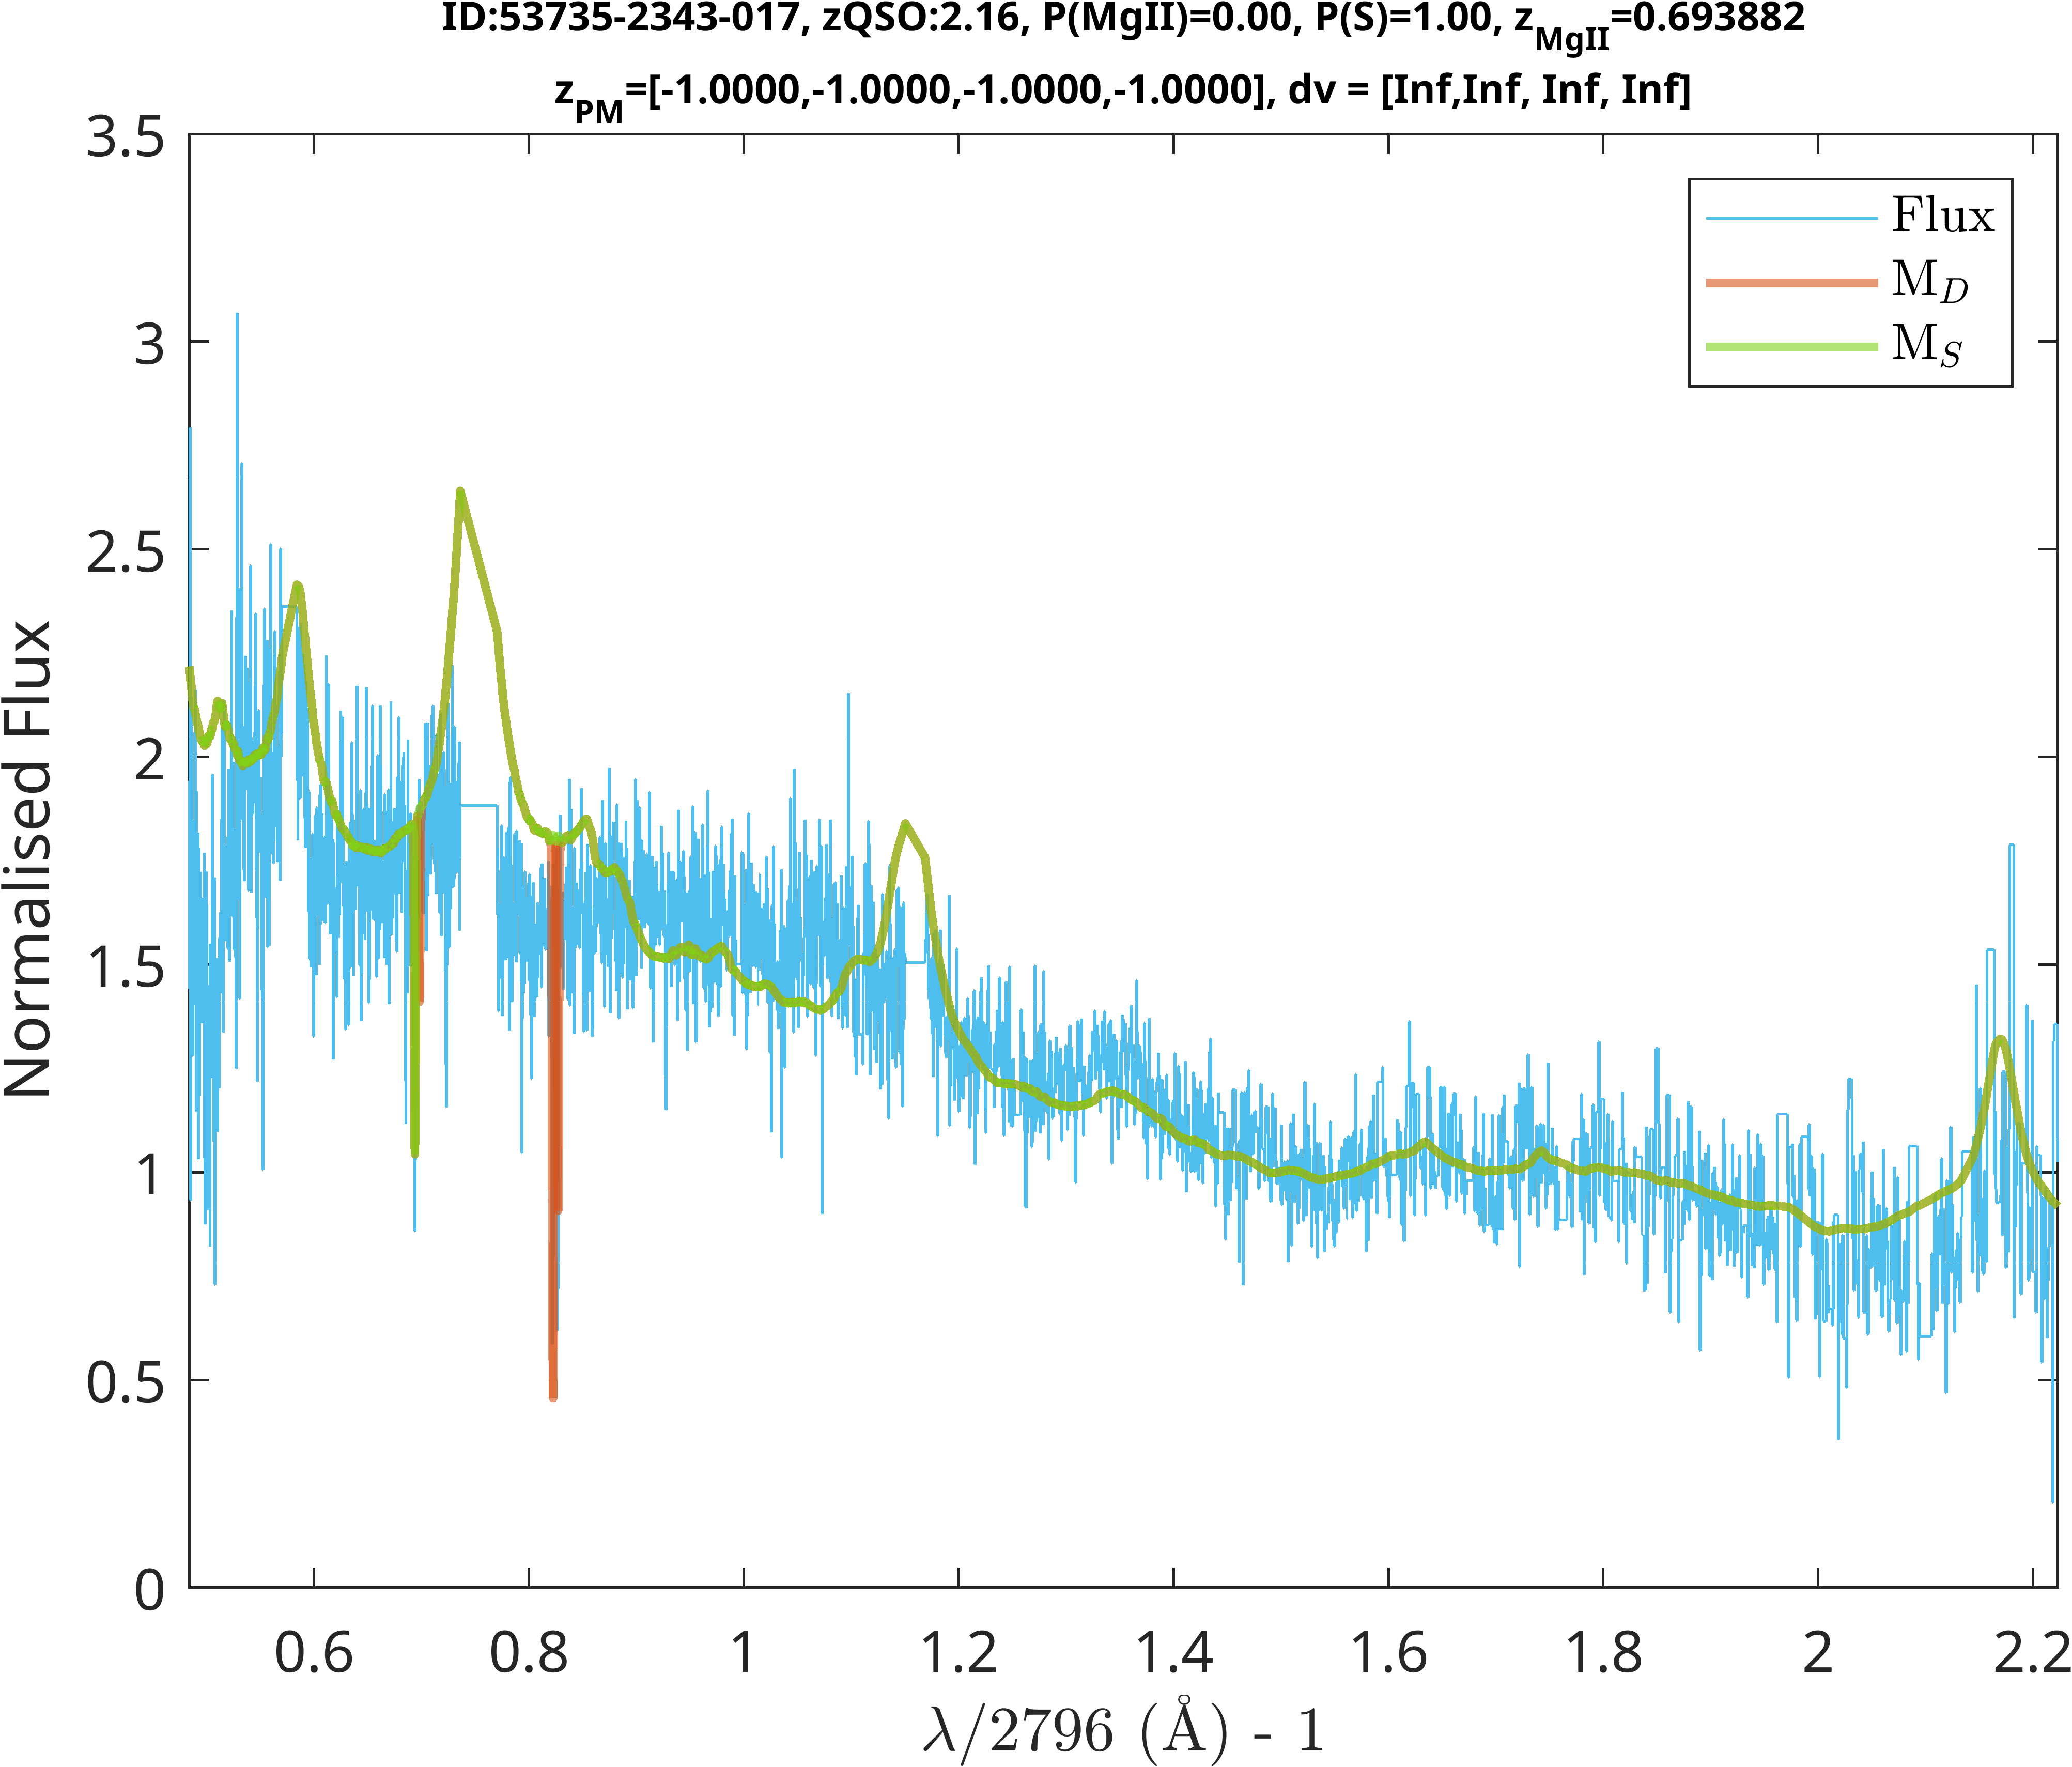 ID:53735-2343-017, zQSO:2.16, P(MgII)=0.00, P(S)=1.00, zMgII=0.693882
zPM=[-1.0000,-1.0000,-1.0000,-1.0000], dv = [Inf,Inf, Inf, Inf]
3.5
3
2.5
2
1.5
1
0.5
0
Normalised Flux
Flux
MD
MS
0.6 0.8 1 1.2 1.4 1.6 1.8 2 2.2
λ/2796 (Å) - 1